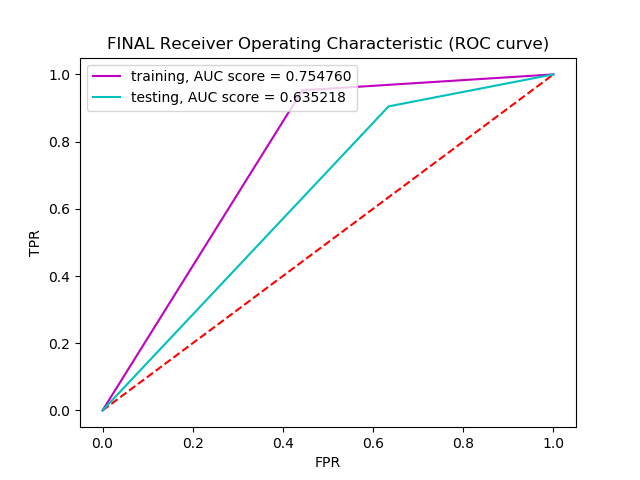 FINAL Receiver Operating Characteristic (ROC curve)
training, AUC score = 0.754760
testing, AUC score = 0.635218
1.0
0.8
0.6
0.4
0.2
0.0
TPR
0.0 0.2 0.4 0.6 0.8 1.0
FPR